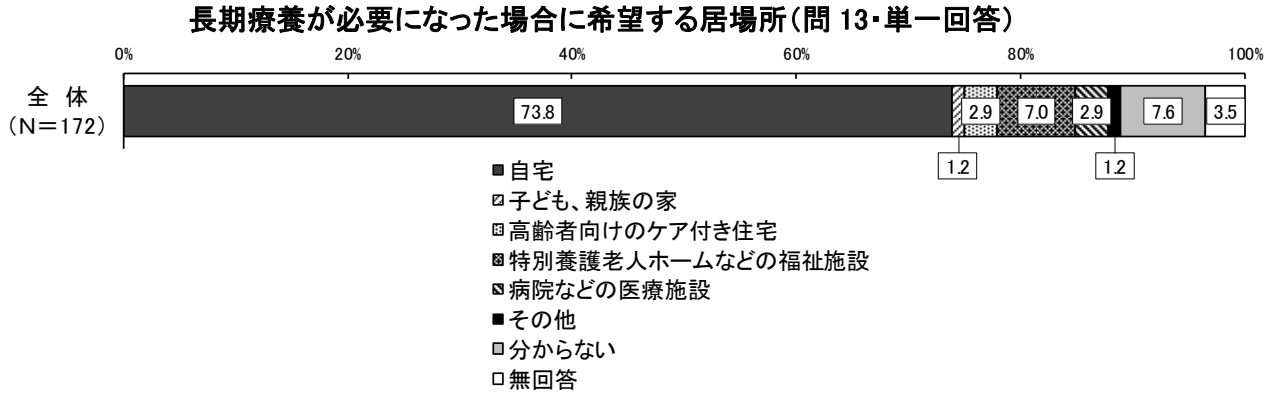 長期療養が必要になった場合に希望する居場所(問 13・単一回答)
0% 20% 40% 60% 80% 100%
全 体
(N=172)
73.8 2.9 7.0 2.9 7.6 3.5
1.2 1.2
自宅
子ども、親族の家
高齢者向けのケア付き住宅
特別養護老人ホームなどの福祉施設
病院などの医療施設
その他
分からない
無回答